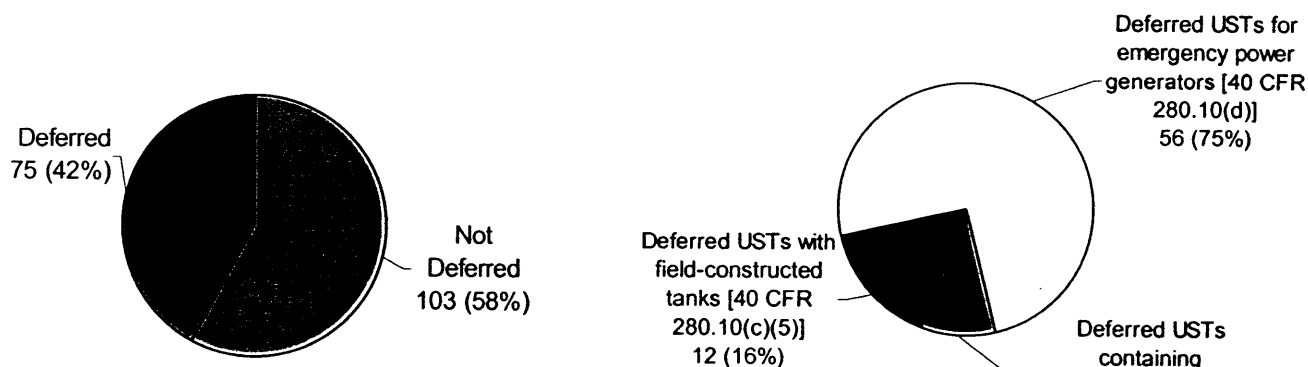 Deferred
75 (42%)
Not
Deferred
103 (58%)
Deferred USTs for
emergency power
generators [40 CFR
280.10(d)]
56 (75%)
Deferred USTs with
field-constructed
tanks [40 CFR
280.10(c)(5)]
12 (16%)
Deferred USTs
containing